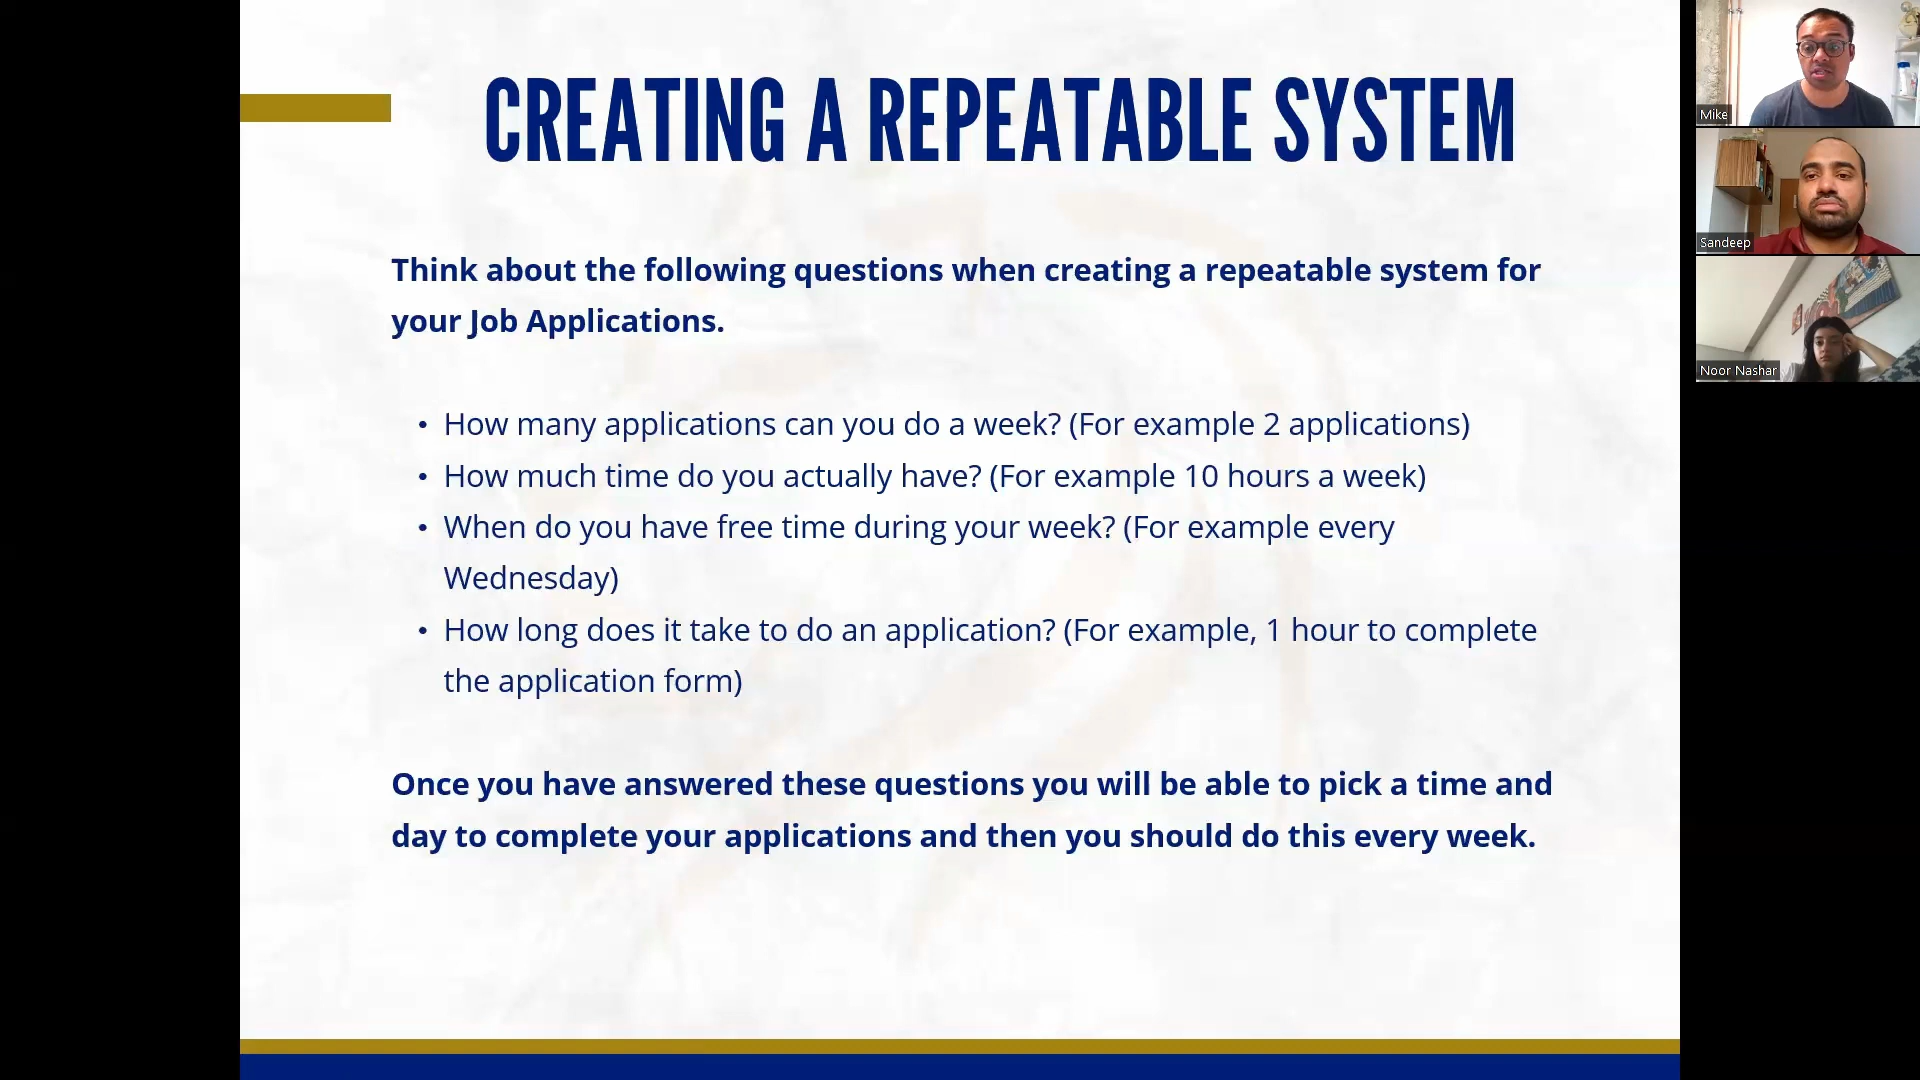 CREATING A REPEATABLE SYSTEM
Think about the following questions when creating a repeatable system for
your Job Applications.
• How many applications can you do a week? (For example 2 applications)
• How much time do you actually have? (For example 10 hours a week)
• When do you have free time during your week? (For example every
Wednesday)
• How long does it take to do an application? (For example, 1 hour to complete
the application form)
Once you have answered these questions you will be able to pick a time and
day to complete your applications and then you should do this every week.
Mike
Sandeep
Noor Nashar